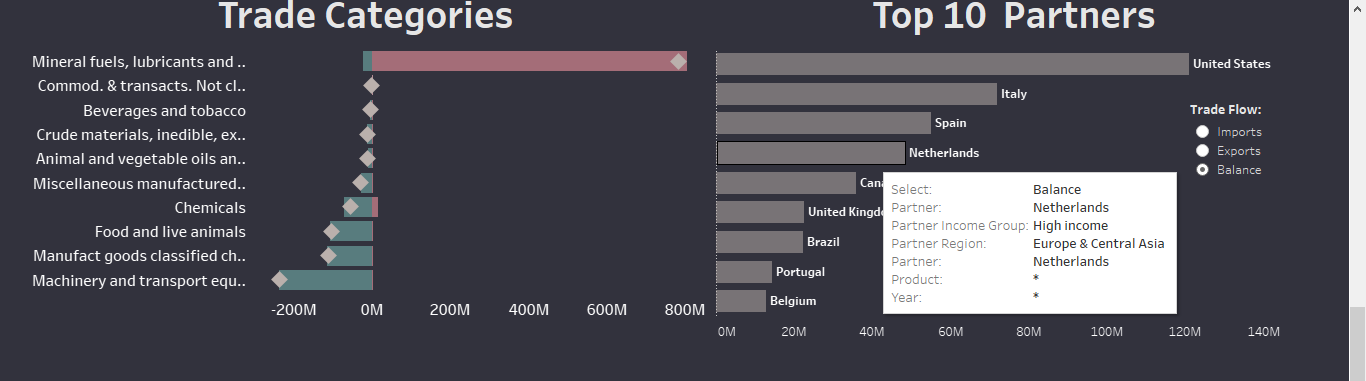 Trade Categories
Mineral fuels, lubricants and ..
Commod. & transacts. Not cl..
Beverages and tobacco
Crude materials, inedible, ex..
Animal and vegetable oils an..
Miscellaneous manufactured..
Chemicals
Food and live animals
Manufact goods classified ch..
Machinery and transport equ..
-200M 0M 200M 400M 600M 800M
Top 10 Partners
United States
Italy
Spain
Netherlands
Cana
United Kingdo
Brazil
Portugal
Belgium
0M 20M 40M 60M 80M 100M 120M 140M
Select: Balance
Partner: Netherlands
Partner Income Group: High income
Partner Region: Europe & Central Asia
Partner: Netherlands
Product: *
Year: *
Trade Flow:
Imports
Exports
Balance